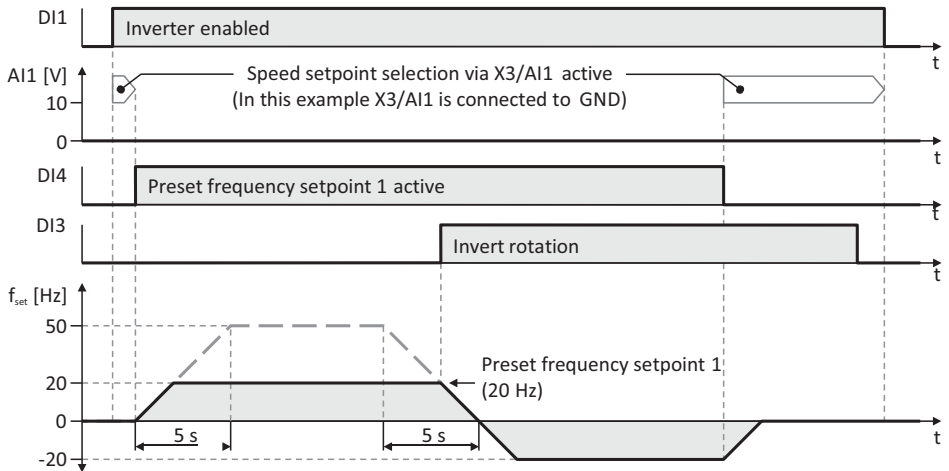 DI1
Inverter enabled
t
AI1 [V]
Speed setpoint selection via X3/AI1 active
(In this example X3/AI1 is connected to GND)
10
0
t
DI4
Preset frequency setpoint 1 active
t
DI3
Invert rotation
t
fset [Hz]
50
Preset frequency setpoint 1
(20 Hz)
20
0
t
5 s
5 s
-20